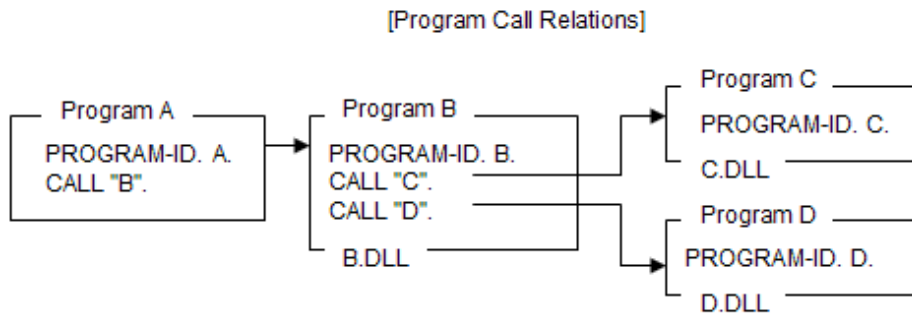 [Program Call Relations]
Program A
PROGRAM-ID. A.
CALL "B".
Program B
PROGRAM-ID. B.
CALL "C".
CALL "D".
B.DLL
Program C
PROGRAM-ID. C.
C.DLL
Program D
PROGRAM-ID. D.
D.DLL